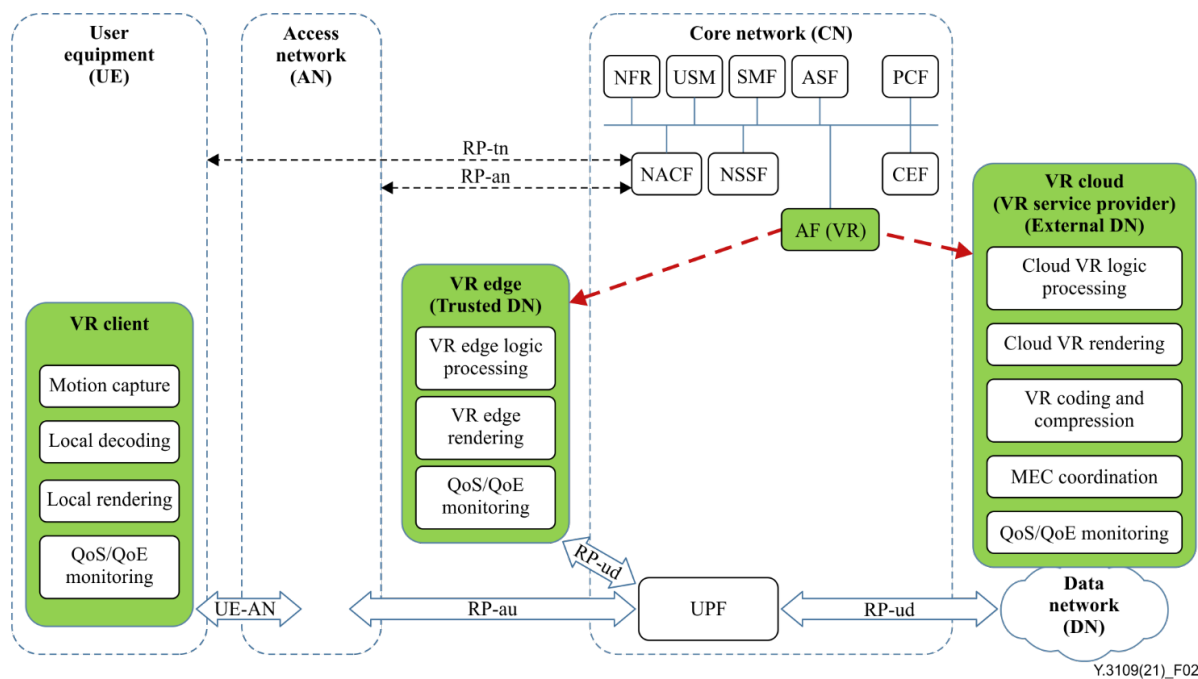 User
equipment
(UE)
Access
network
(AN)
Core network (CN)
NFR
USM
SMF
ASF
PCF
RP-tn
RP-an
NACF
NSSF
CEF
AF (VR)
VR cloud
(VR service provider)
(External DN)
Cloud VR logic
processing
Cloud VR rendering
VR coding and
compression
MEC coordination
QoS/QoE monitoring
VR edge
(Trusted DN)
VR edge logic
processing
VR edge
rendering
QoS/QoE
monitoring
VR client
Motion capture
Local decoding
Local rendering
QoS/QoE
monitoring
RP-ud
UE-AN
RP-au
UPF
RP-ud
Data
network
(DN)
Y.3109(21)_F02